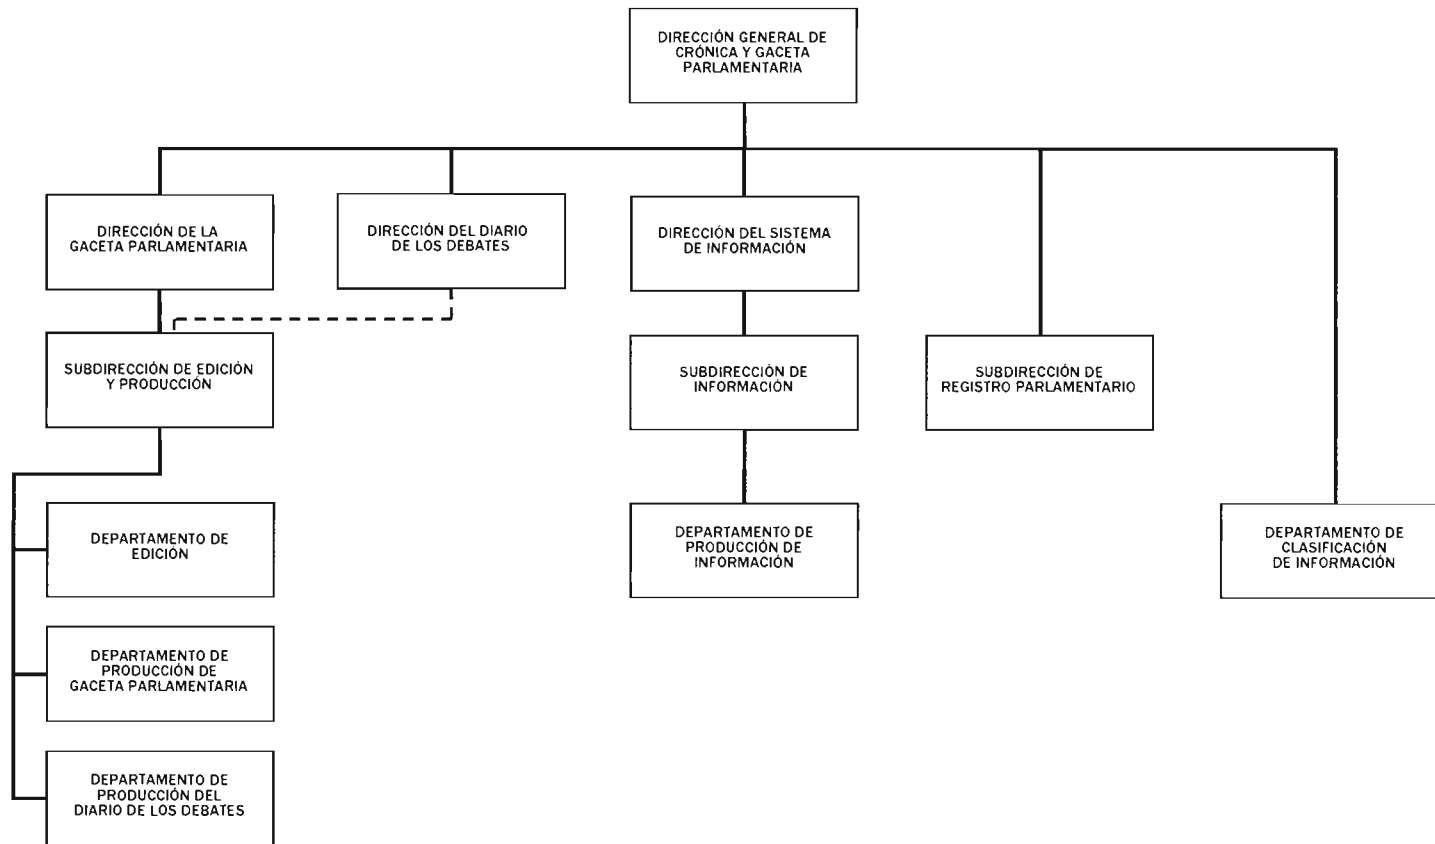 DIRECCIÓN GENERAL DE
CRÓNICA Y GACETA
PARLAMENTARIA
DIRECCIÓN DE LA
GACETA PARLAMENTARIA
DIRECCIÓN DEL DIARIO
DE LOS DEBATES
DIRECCIÓN DEL SISTEMA
DE INFORMACIÓN
SUBDIRECCIÓN DE EDICIÓN
Y PRODUCCIÓN
SUBDIRECCIÓN DE
INFORMACIÓN
SUBDIRECCIÓN DE
REGISTRO PARLAMENTARIO
DEPARTAMENTO DE
EDICIÓN
DEPARTAMENTO DE
PRODUCCIÓN DE
INFORMACIÓN
DEPARTAMENTO DE
CLASIFICACIÓN
DE INFORMACIÓN
DEPARTAMENTO DE
PRODUCCIÓN DE
GACETA PARLAMENTARIA
DEPARTAMENTO DE
PRODUCCIÓN DEL
DIARIO DE LOS DEBATES